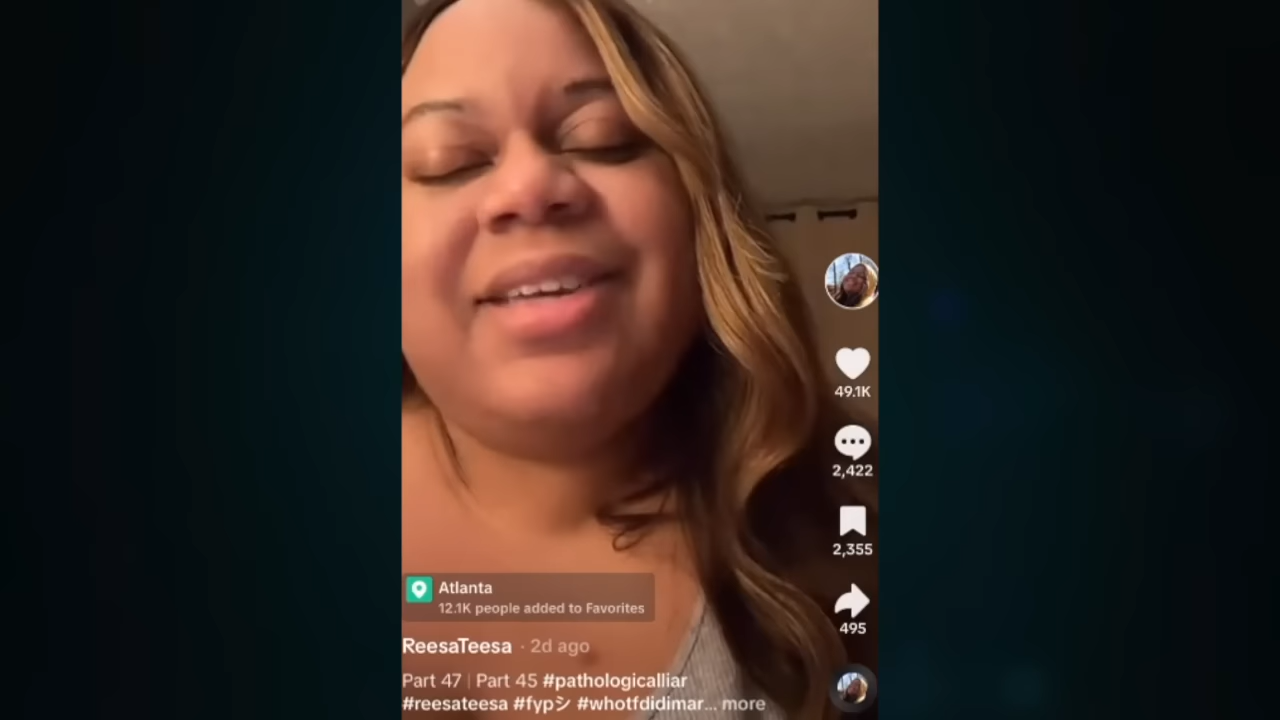 49.1K
2,422
2,355
495
Atlanta
12.1K people added to Favorites
ReesaTeesa · 2d ago
Part 47 | Part 45 #pathologicalliar
#reesateesa #fypシ #whotfdidimar... more